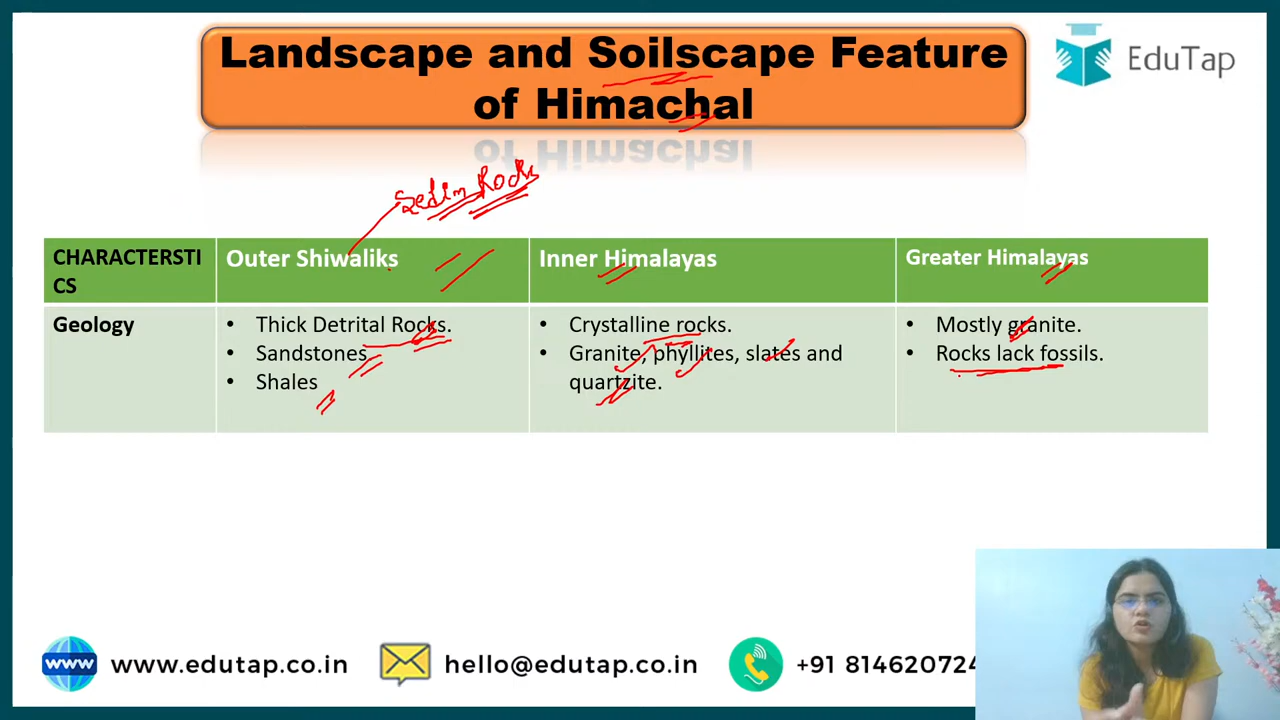 Landscape and Soilscape Feature
of Himachal
EduTap
Sedim Rocks
CHARACTERSTI
CS
Outer Shiwaliks
Inner Himalayas
Greater Himalayas
Geology
• Thick Detrital Rocks.
• Sandstones
• Shales
• Crystalline rocks.
• Granite, phyllites, slates and
quartzite.
• Mostly granite.
• Rocks lack fossils.
www.edutap.co.in
hello@edutap.co.in
+91 814620724